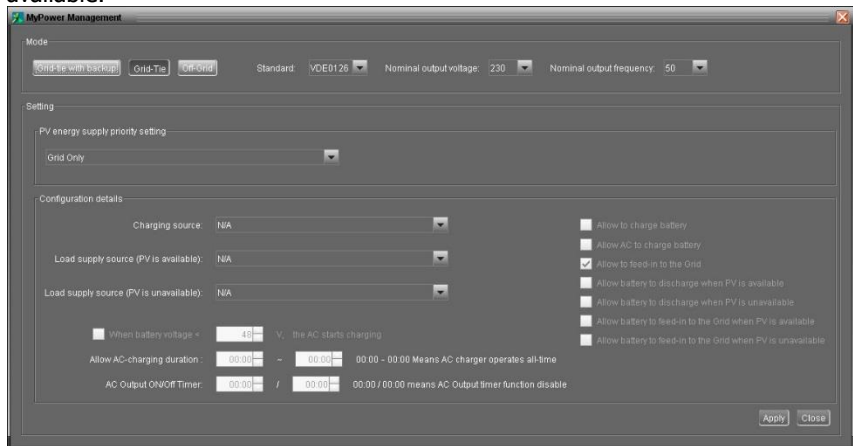 available.
MyPower Management
Mode
Grid-tie with backup Grid-Tie Off-Grid Standard: VDE0126 Nominal output voltage: 230 Nominal output frequency: 50
Setting
PV energy supply priority setting
Grid Only
Configuration details
Charging source: N/A
Allow to charge battery
Allow AC to charge battery
Load supply source (PV is available): N/A
Allow to feed-in to the Grid
Allow battery to discharge when PV is available
Load supply source (PV is unavailable): N/A
Allow battery to discharge when PV is unavailable
Allow battery to feed-in to the Grid when PV is available
When battery voltage < 48 V, the AC starts charging
Allow battery to feed-in to the Grid when PV is unavailable
Allow AC-charging duration : 00:00 ~ 00:00 00:00 - 00:00 Means AC charger operates all-time
AC Output ON/Off Timer: 00:00 / 00:00 00:00 / 00:00 means AC Output timer function disable
Apply Close